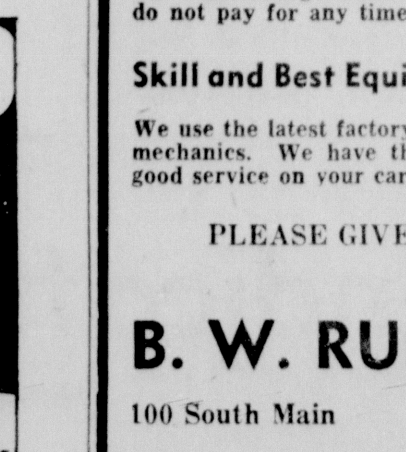 do not pay for any time
Skill and Best Equi
We use the latest factory
mechanics. We have th
good service on your car
PLEASE GIVE
B. W. RU
100 South Main